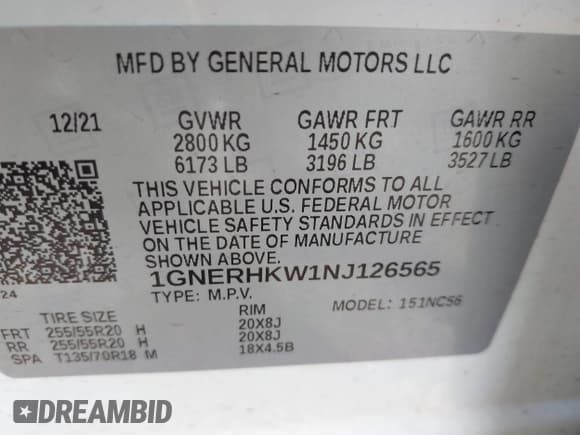 MFD BY GENERAL MOTORS LLC
12/21 GVWR GAWR FRT GAWR RR
2800 KG 1450 KG 1600 KG
6173 LB 3196 LB 3527 LB
THIS VEHICLE CONFORMS TO ALL
APPLICABLE U.S. FEDERAL MOTOR
VEHICLE SAFETY STANDARDS IN EFFECT
ON THE DATE OF MANUFACTURE
SHOWN ABOVE.
1GNERHKW1NJ126565
24
TYPE: M.P.V. MODEL: 151NC56
TIRE SIZE RIM
FRT 255/55R20 H 20X8J
RR 255/55R20 H 20X8J
SPA T135/70R18 M 18X4.5B
DREAMBID